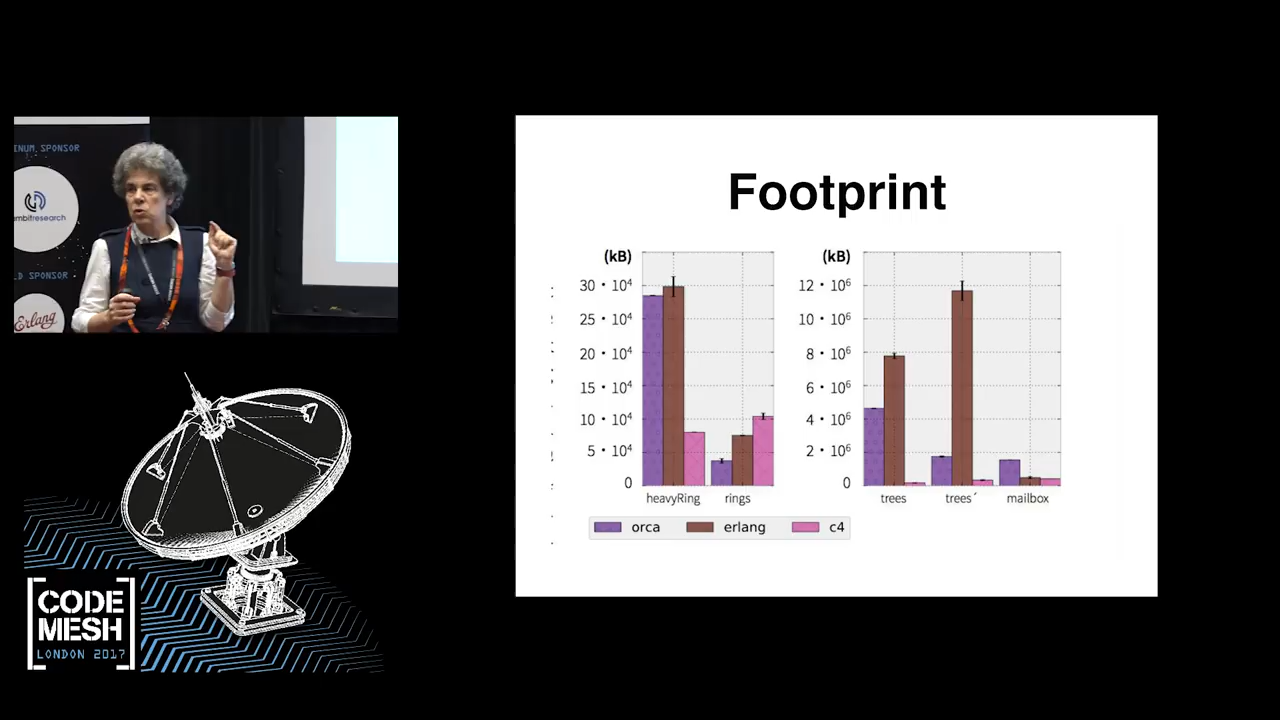 INUM SPONSOR
mbitresearch
LD SPONSOR
Erlang
[CODE
MESH]
LONDON 2017
Footprint
(kB)
30 • 10⁴
25 • 10⁴
20 • 10⁴
15 • 10⁴
10 • 10⁴
5 • 10⁴
0
heavyRing rings
(kB)
12 • 10⁶
10 • 10⁶
8 • 10⁶
6 • 10⁶
4 • 10⁶
2 • 10⁶
0
trees trees´ mailbox
orca erlang c4